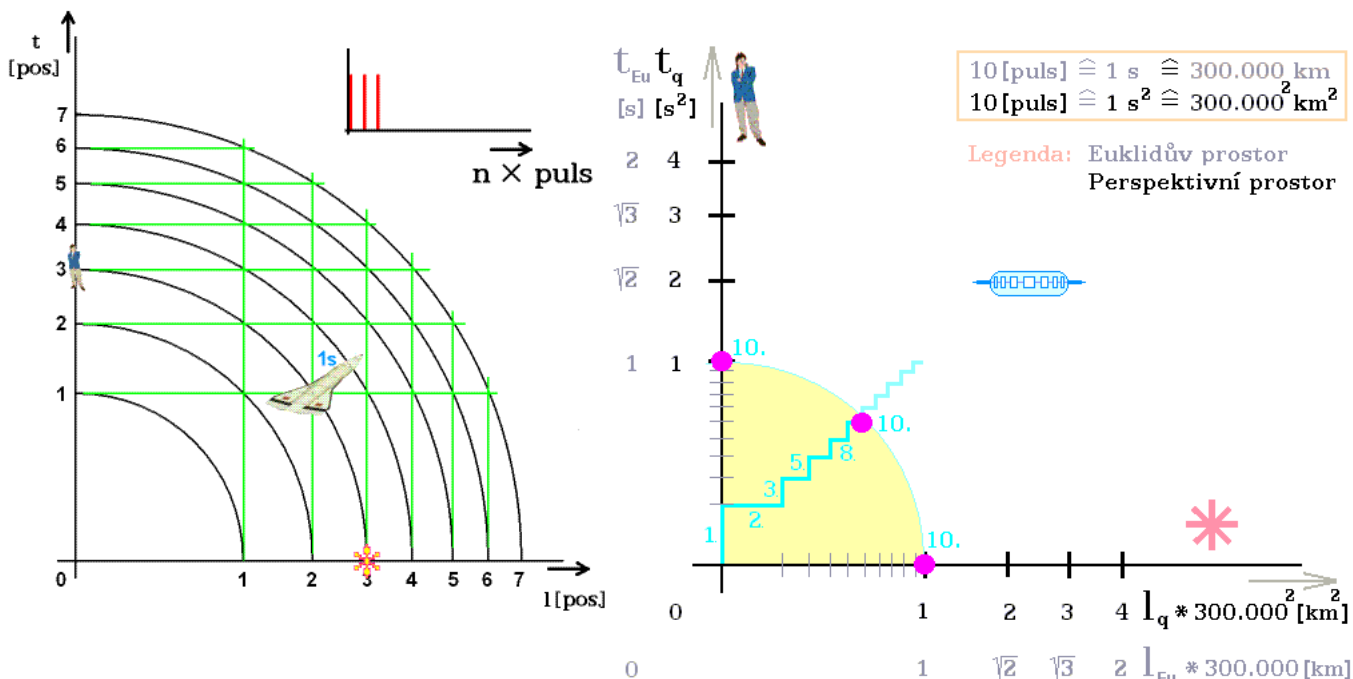 t
[pos.]
7
6
5
4
3
2
1
0
1 2 3 4 5 6 7
l [pos.]
n × puls
1s
t_Eu t_q
[s] [s²]
2 4
√3 3
√2 2
1 1
10 [puls] ≙ 1 s ≙ 300.000 km
10 [puls] ≙ 1 s² ≙ 300.000² km²
Legenda: Euklidův prostor
Perspektivní prostor
10.
10.
10.
1.
2.
3.
5.
8.
0 1 2 3 4 l_q * 300.000² [km²]
0 1 √2 √3 2 l_Eu * 300.000 [km]